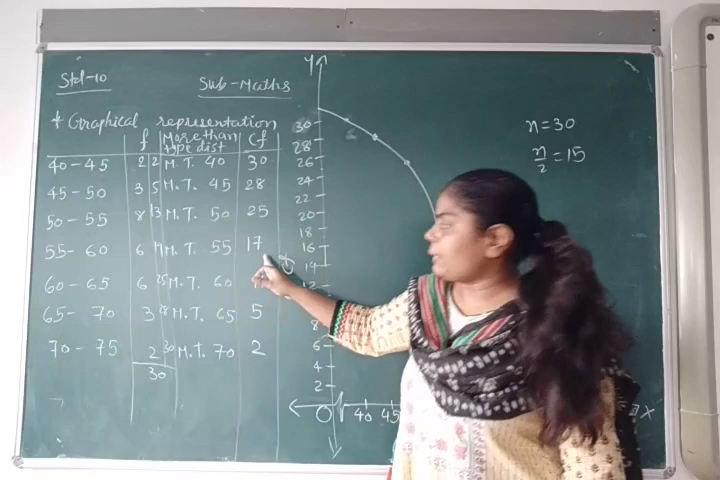 Std-10
Sub-Maths
* Graphical representation
f More than type dist Cf
40-45 2 2 M.T. 40 30
45-50 3 5 M.T. 45 28
50-55 8 13 M.T. 50 25
55-60 6 19 M.T. 55 17
60-65 6 25 M.T. 60
65-70 3 28 M.T. 65 5
70-75 2 30 M.T. 70 2
30
n=30
n/2=15
Y
30
28
26
24
22
20
18
16
14
12
8
6
4
2
O 40 45 X